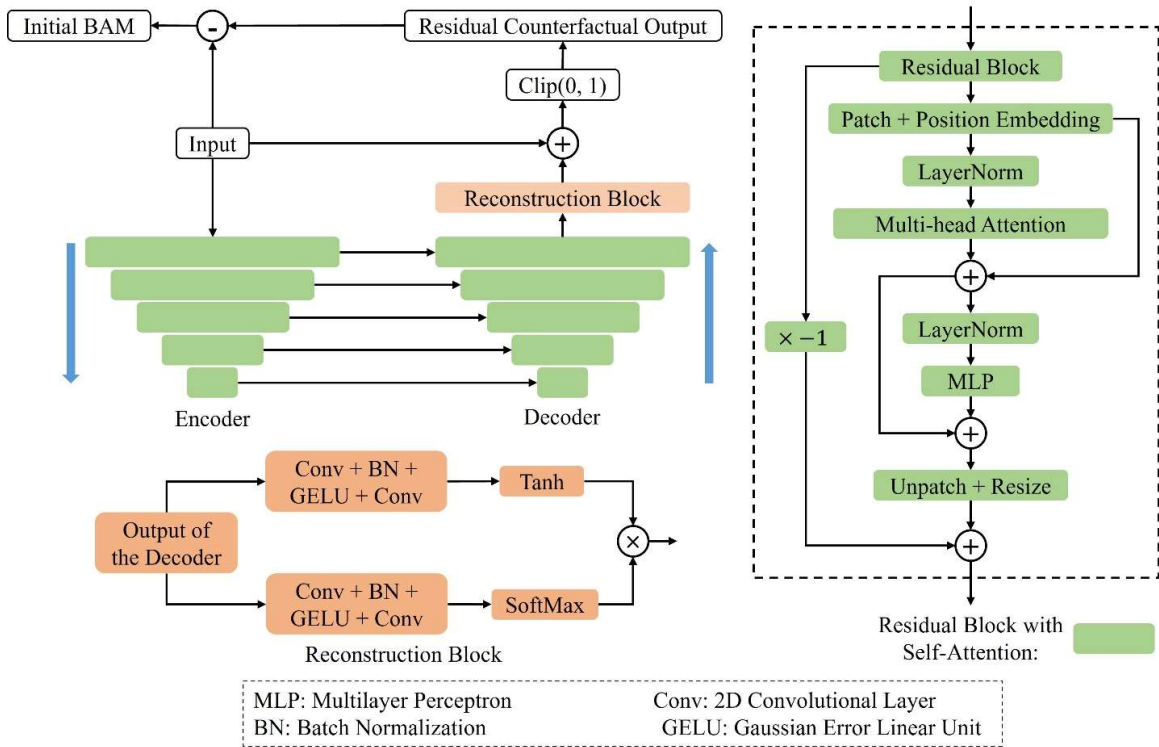 Initial BAM
-
Residual Counterfactual Output
Clip(0, 1)
Input
+
Reconstruction Block
Encoder
Decoder
Conv + BN +
GELU + Conv
Tanh
Output of
the Decoder
×
Conv + BN +
GELU + Conv
SoftMax
Reconstruction Block
Residual Block
Patch + Position Embedding
LayerNorm
Multi-head Attention
+
LayerNorm
× −1
MLP
+
Unpatch + Resize
+
Residual Block with
Self-Attention:
MLP: Multilayer Perceptron
Conv: 2D Convolutional Layer
BN: Batch Normalization
GELU: Gaussian Error Linear Unit